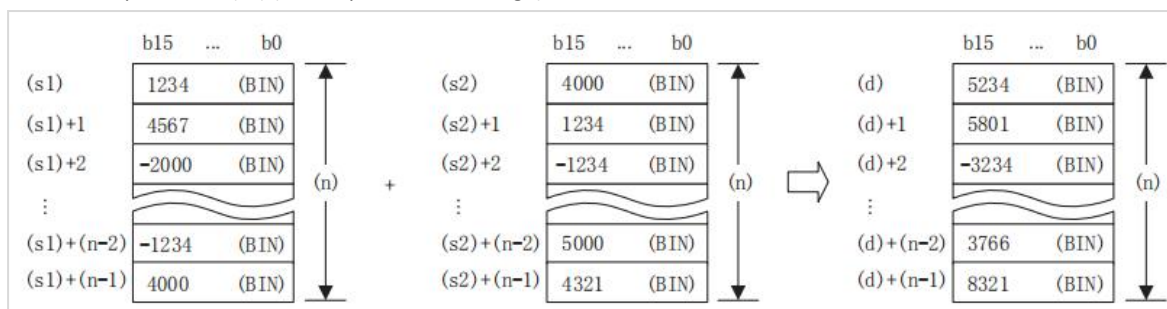 b15 ... b0 b15 ... b0 b15 ... b0
(s1) 1234 (BIN) (s2) 4000 (BIN) (d) 5234 (BIN)
(s1)+1 4567 (BIN) (s2)+1 1234 (BIN) (d)+1 5801 (BIN)
(s1)+2 -2000 (BIN) (s2)+2 -1234 (BIN) (d)+2 -3234 (BIN)
(n) + (n) (n)
⋮ ⋮ ⋮
(s1)+(n-2) -1234 (BIN) (s2)+(n-2) 5000 (BIN) (d)+(n-2) 3766 (BIN)
(s1)+(n-1) 4000 (BIN) (s2)+(n-1) 4321 (BIN) (d)+(n-1) 8321 (BIN)